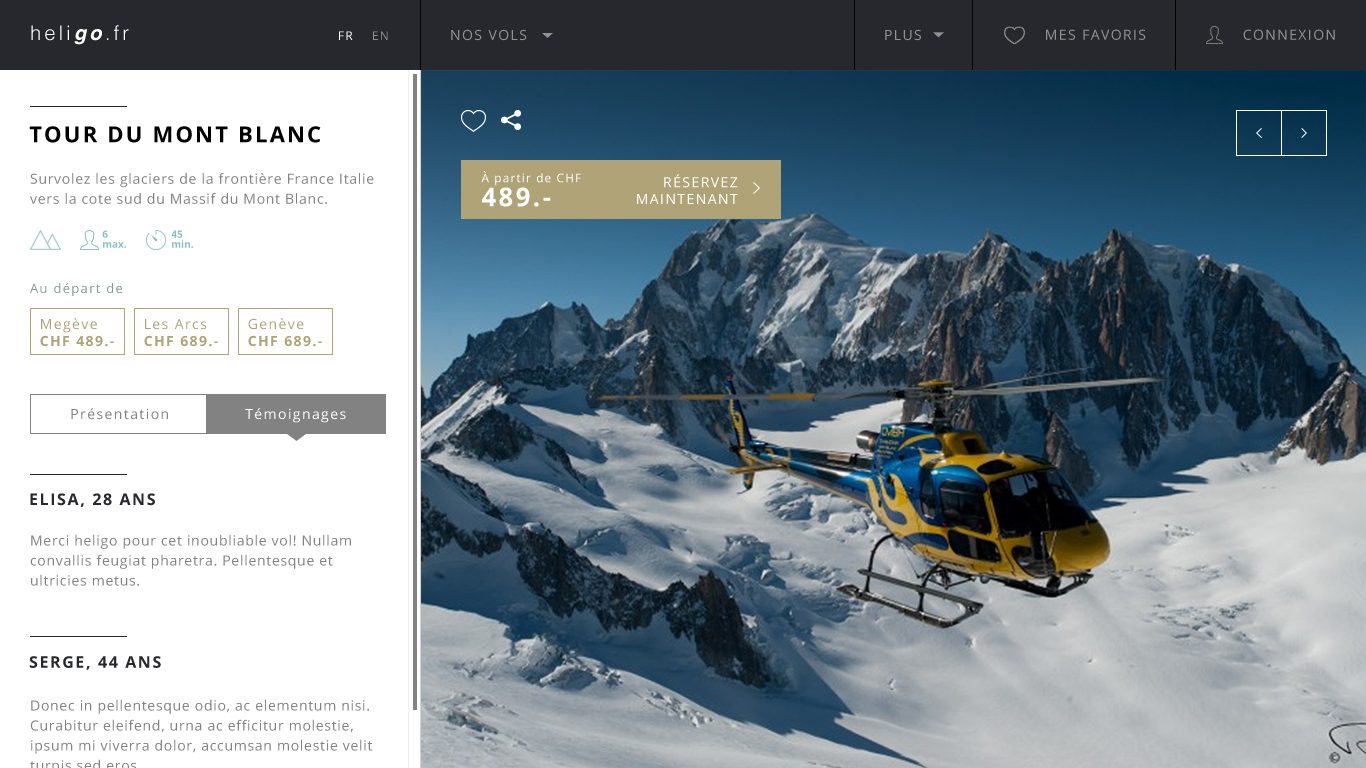 heligo.fr
FR EN
NOS VOLS
PLUS
MES FAVORIS
CONNEXION
TOUR DU MONT BLANC
Survolez les glaciers de la frontière France Italie
vers la cote sud du Massif du Mont Blanc.
6
max.
45
min.
Au départ de
Megève
CHF 489.-
Les Arcs
CHF 689.-
Genève
CHF 689.-
Présentation
Témoignages
ELISA, 28 ANS
Merci heligo pour cet inoubliable vol! Nullam
convallis feugiat pharetra. Pellentesque et
ultricies metus.
SERGE, 44 ANS
Donec in pellentesque odio, ac elementum nisi.
Curabitur eleifend, urna ac efficitur molestie,
ipsum mi viverra dolor, accumsan molestie velit
turpis sed eros
À partir de CHF
489.-
RÉSERVEZ
MAINTENANT
©